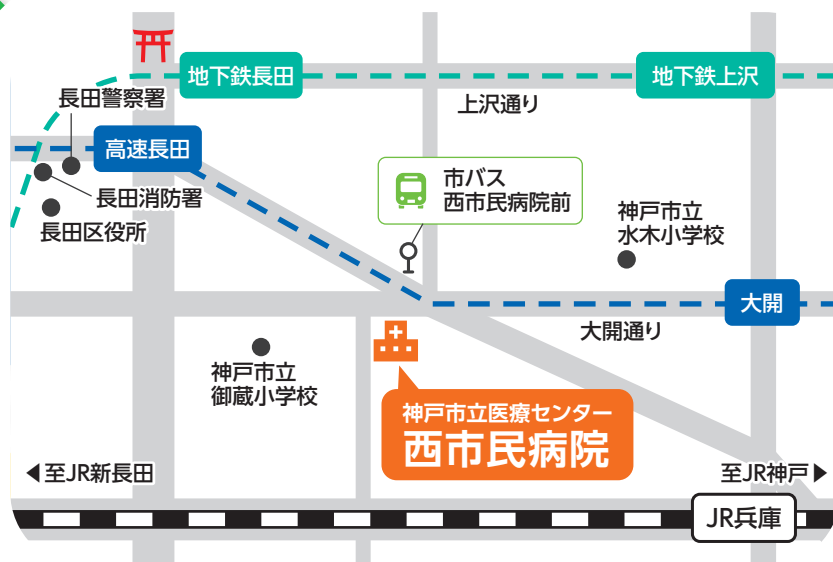 地下鉄長田
地下鉄上沢
長田警察署
上沢通り
高速長田
市バス
西市民病院前
長田消防署
長田区役所
神戸市立
水木小学校
大開
大開通り
神戸市立
御蔵小学校
神戸市立医療センター
西市民病院
◀至JR新長田
至JR神戸▶
JR兵庫